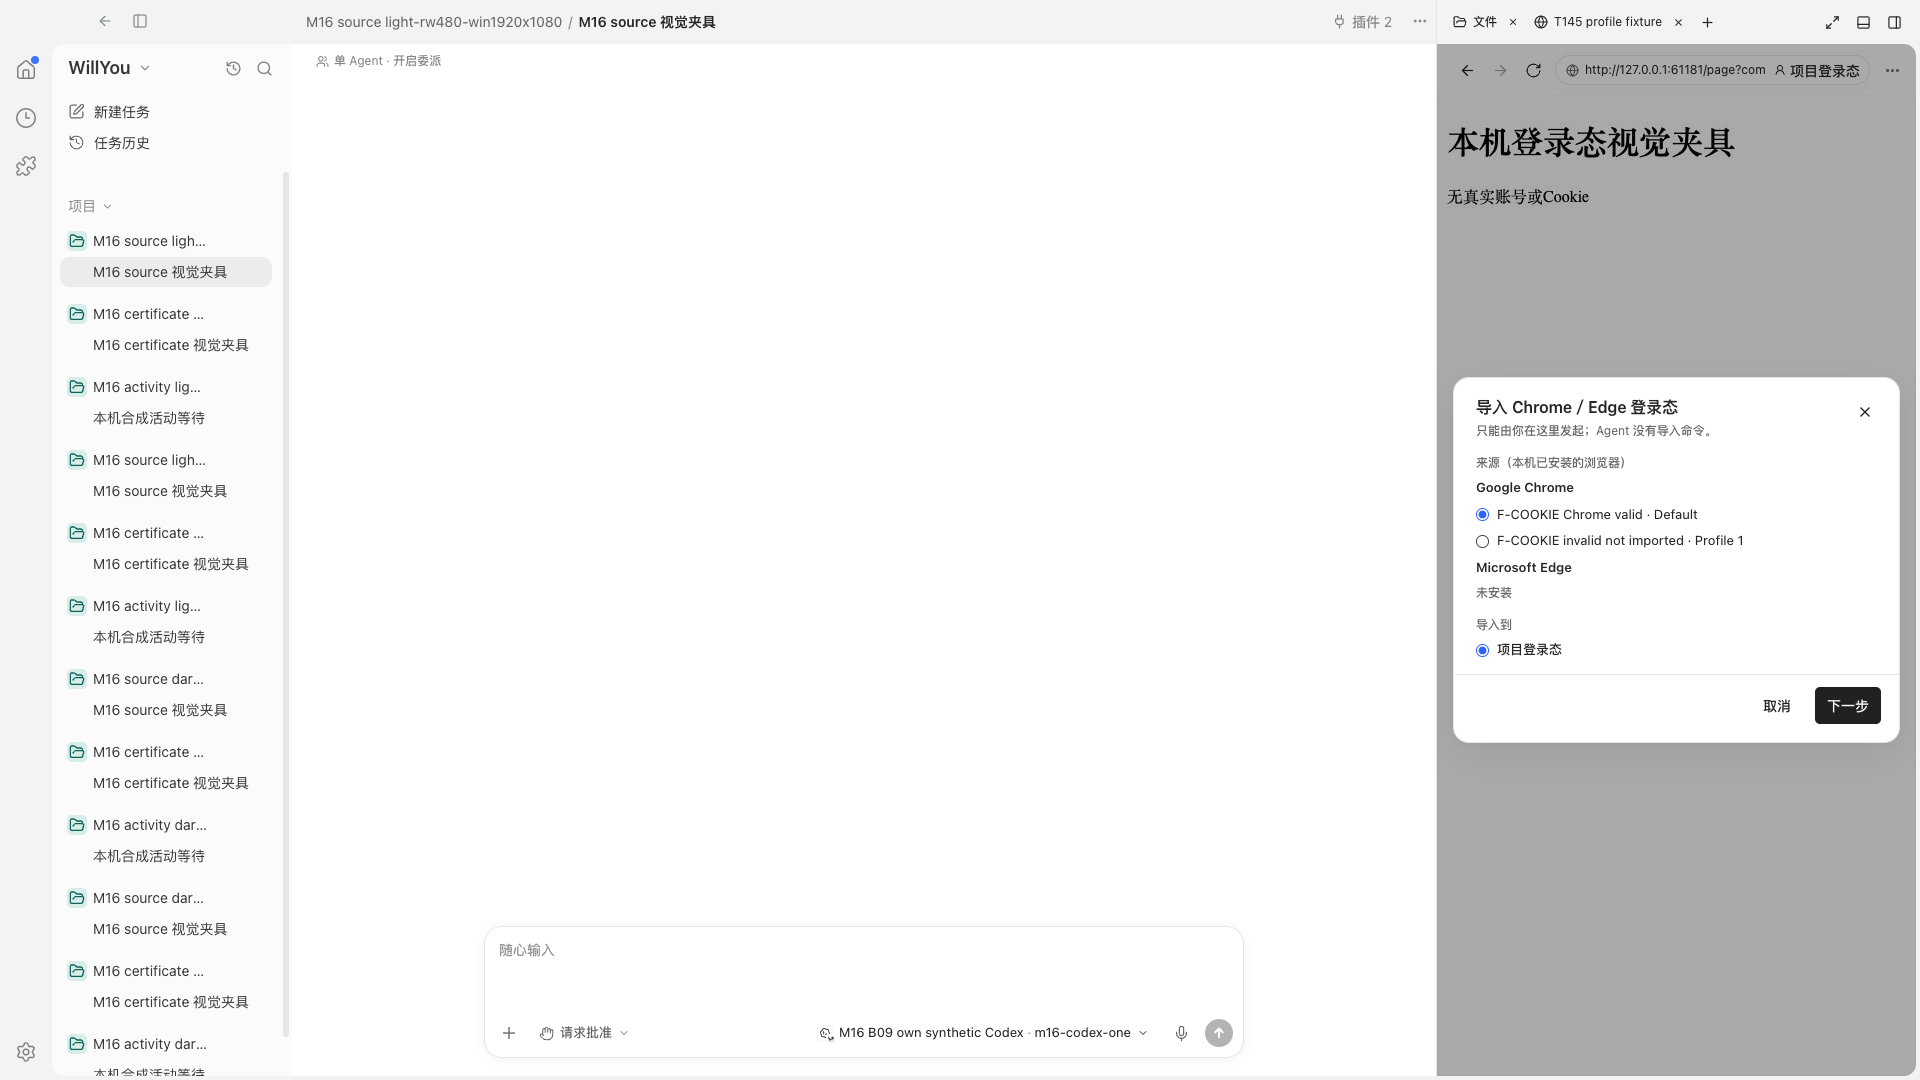 M16 source light-rw480-win1920x1080 / M16 source 视觉夹具
插件 2
文件
T145 profile fixture
WillYou
新建任务
任务历史
项目
M16 source ligh...
M16 source 视觉夹具
M16 certificate ...
M16 certificate 视觉夹具
M16 activity lig...
本机合成活动等待
M16 source ligh...
M16 source 视觉夹具
M16 certificate ...
M16 certificate 视觉夹具
M16 activity lig...
本机合成活动等待
M16 source dar...
M16 source 视觉夹具
M16 certificate ...
M16 certificate 视觉夹具
M16 activity dar...
本机合成活动等待
M16 source dar...
M16 source 视觉夹具
M16 certificate ...
M16 certificate 视觉夹具
M16 activity dar...
本机合成活动等待
单 Agent · 开启委派
随心输入
请求批准
M16 B09 own synthetic Codex · m16-codex-one
http://127.0.0.1:61181/page?com
项目登录态
本机登录态视觉夹具
无真实账号或Cookie
导入 Chrome / Edge 登录态
只能由你在这里发起；Agent 没有导入命令。
来源（本机已安装的浏览器）
Google Chrome
F-COOKIE Chrome valid · Default
F-COOKIE invalid not imported · Profile 1
Microsoft Edge
未安装
导入到
项目登录态
取消
下一步